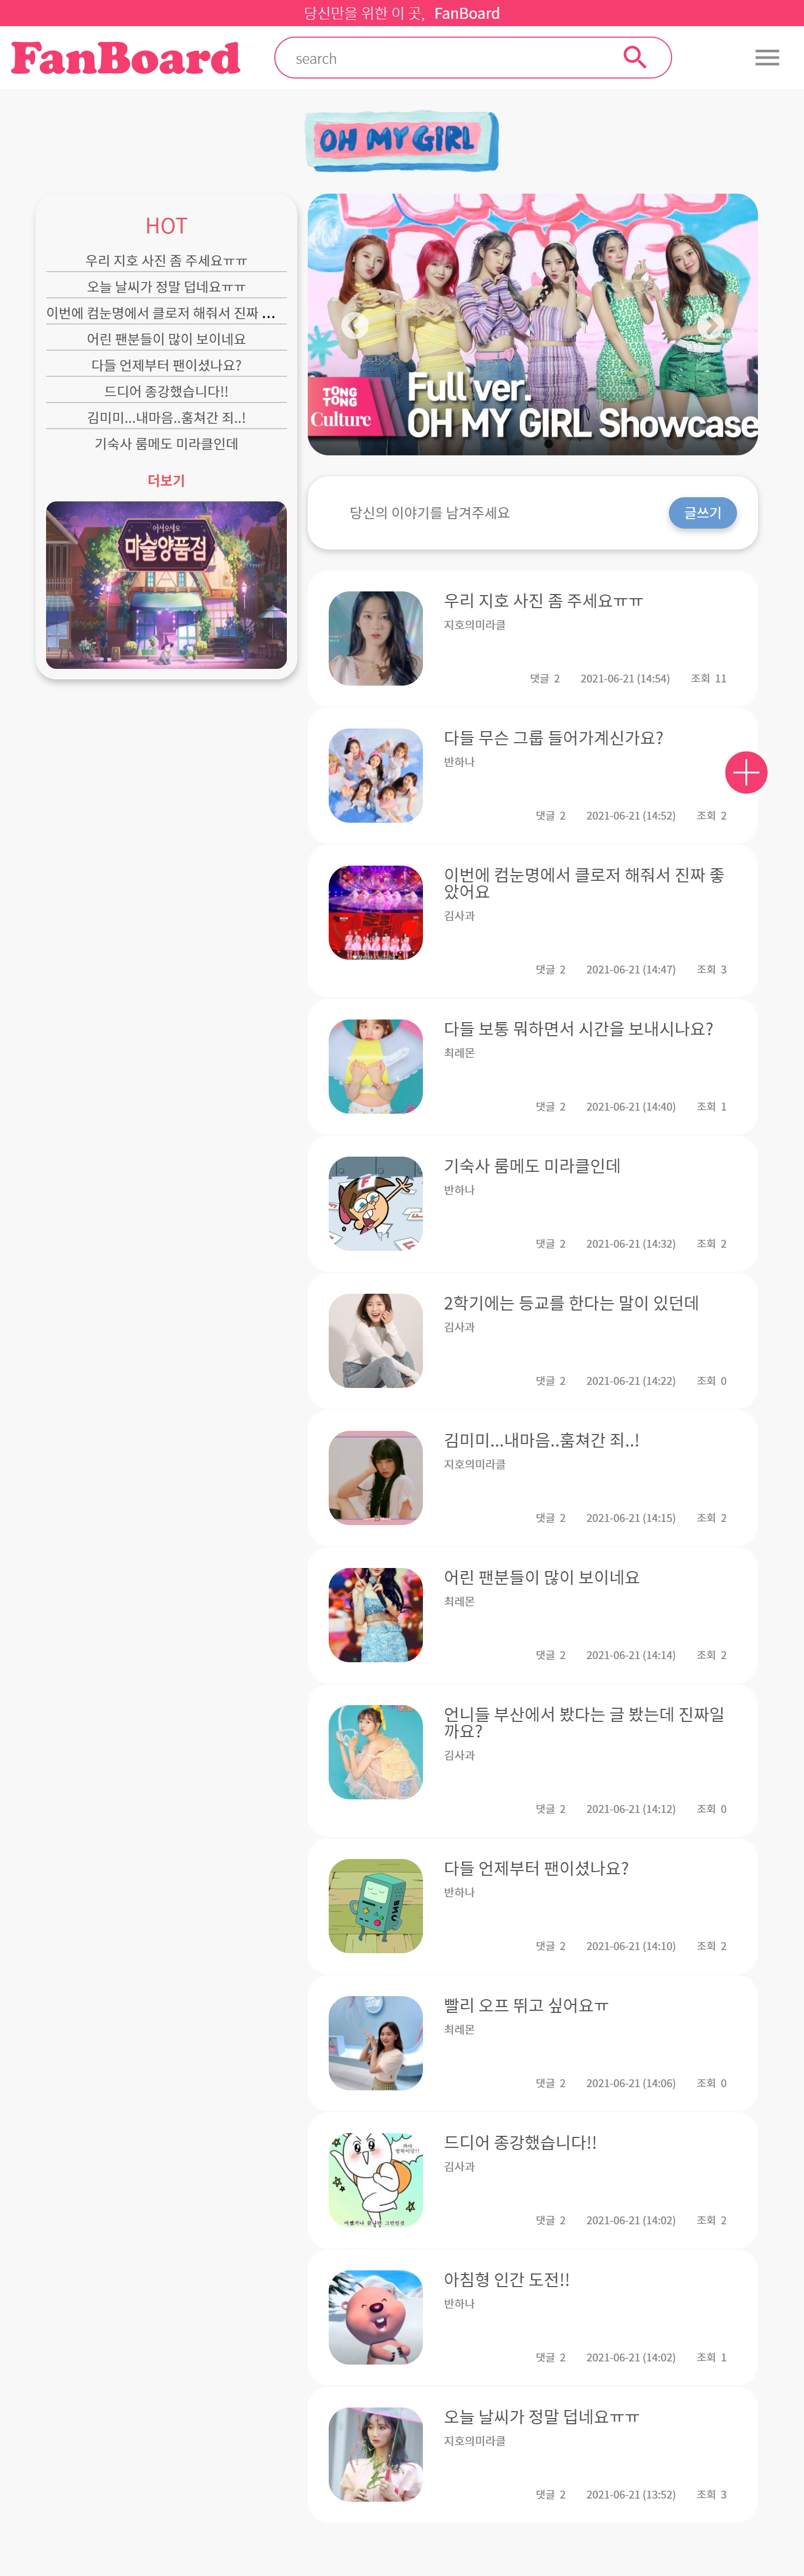 당신만을 위한 이 곳, FanBoard
FanBoard
search
OH MY GIRL
HOT
우리 지호 사진 좀 주세요ㅠㅠ
오늘 날씨가 정말 덥네요ㅠㅠ
이번에 컴눈명에서 클로저 해줘서 진짜 ...
어린 팬분들이 많이 보이네요
다들 언제부터 팬이셨나요?
드디어 종강했습니다!!
김미미...내마음..훔쳐간 죄..!
기숙사 룸메도 미라클인데
더보기
어서오세요
마술양품점
TONG
TONG
Culture
Full ver.
OH MY GIRL Showcase
당신의 이야기를 남겨주세요
글쓰기
우리 지호 사진 좀 주세요ㅠㅠ
지호의미라클
댓글 2 2021-06-21 (14:54) 조회 11
다들 무슨 그룹 들어가계신가요?
반하나
댓글 2 2021-06-21 (14:52) 조회 2
이번에 컴눈명에서 클로저 해줘서 진짜 좋
았어요
김사과
댓글 2 2021-06-21 (14:47) 조회 3
다들 보통 뭐하면서 시간을 보내시나요?
최레몬
댓글 2 2021-06-21 (14:40) 조회 1
기숙사 룸메도 미라클인데
반하나
댓글 2 2021-06-21 (14:32) 조회 2
2학기에는 등교를 한다는 말이 있던데
김사과
댓글 2 2021-06-21 (14:22) 조회 0
김미미...내마음..훔쳐간 죄..!
지호의미라클
댓글 2 2021-06-21 (14:15) 조회 2
어린 팬분들이 많이 보이네요
최레몬
댓글 2 2021-06-21 (14:14) 조회 2
언니들 부산에서 봤다는 글 봤는데 진짜일
까요?
김사과
댓글 2 2021-06-21 (14:12) 조회 0
다들 언제부터 팬이셨나요?
반하나
BMO
댓글 2 2021-06-21 (14:10) 조회 2
빨리 오프 뛰고 싶어요ㅠ
최레몬
댓글 2 2021-06-21 (14:06) 조회 0
드디어 종강했습니다!!
김사과
댓글 2 2021-06-21 (14:02) 조회 2
아침형 인간 도전!!
반하나
댓글 2 2021-06-21 (14:02) 조회 1
오늘 날씨가 정말 덥네요ㅠㅠ
지호의미라클
댓글 2 2021-06-21 (13:52) 조회 3